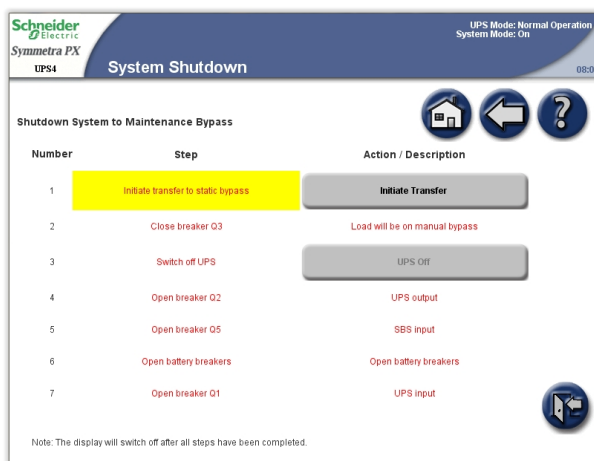 Schneider
Electric
Symmetra PX
UPS4
System Shutdown
UPS Mode: Normal Operation
System Mode: On
08:0
Shutdown System to Maintenance Bypass
?
Number Step Action / Description
1 Initiate transfer to static bypass Initiate Transfer
2 Close breaker Q3 Load will be on manual bypass
3 Switch off UPS UPS Off
4 Open breaker Q2 UPS output
5 Open breaker Q5 SBS input
6 Open battery breakers Open battery breakers
7 Open breaker Q1 UPS input
Note: The display will switch off after all steps have been completed.